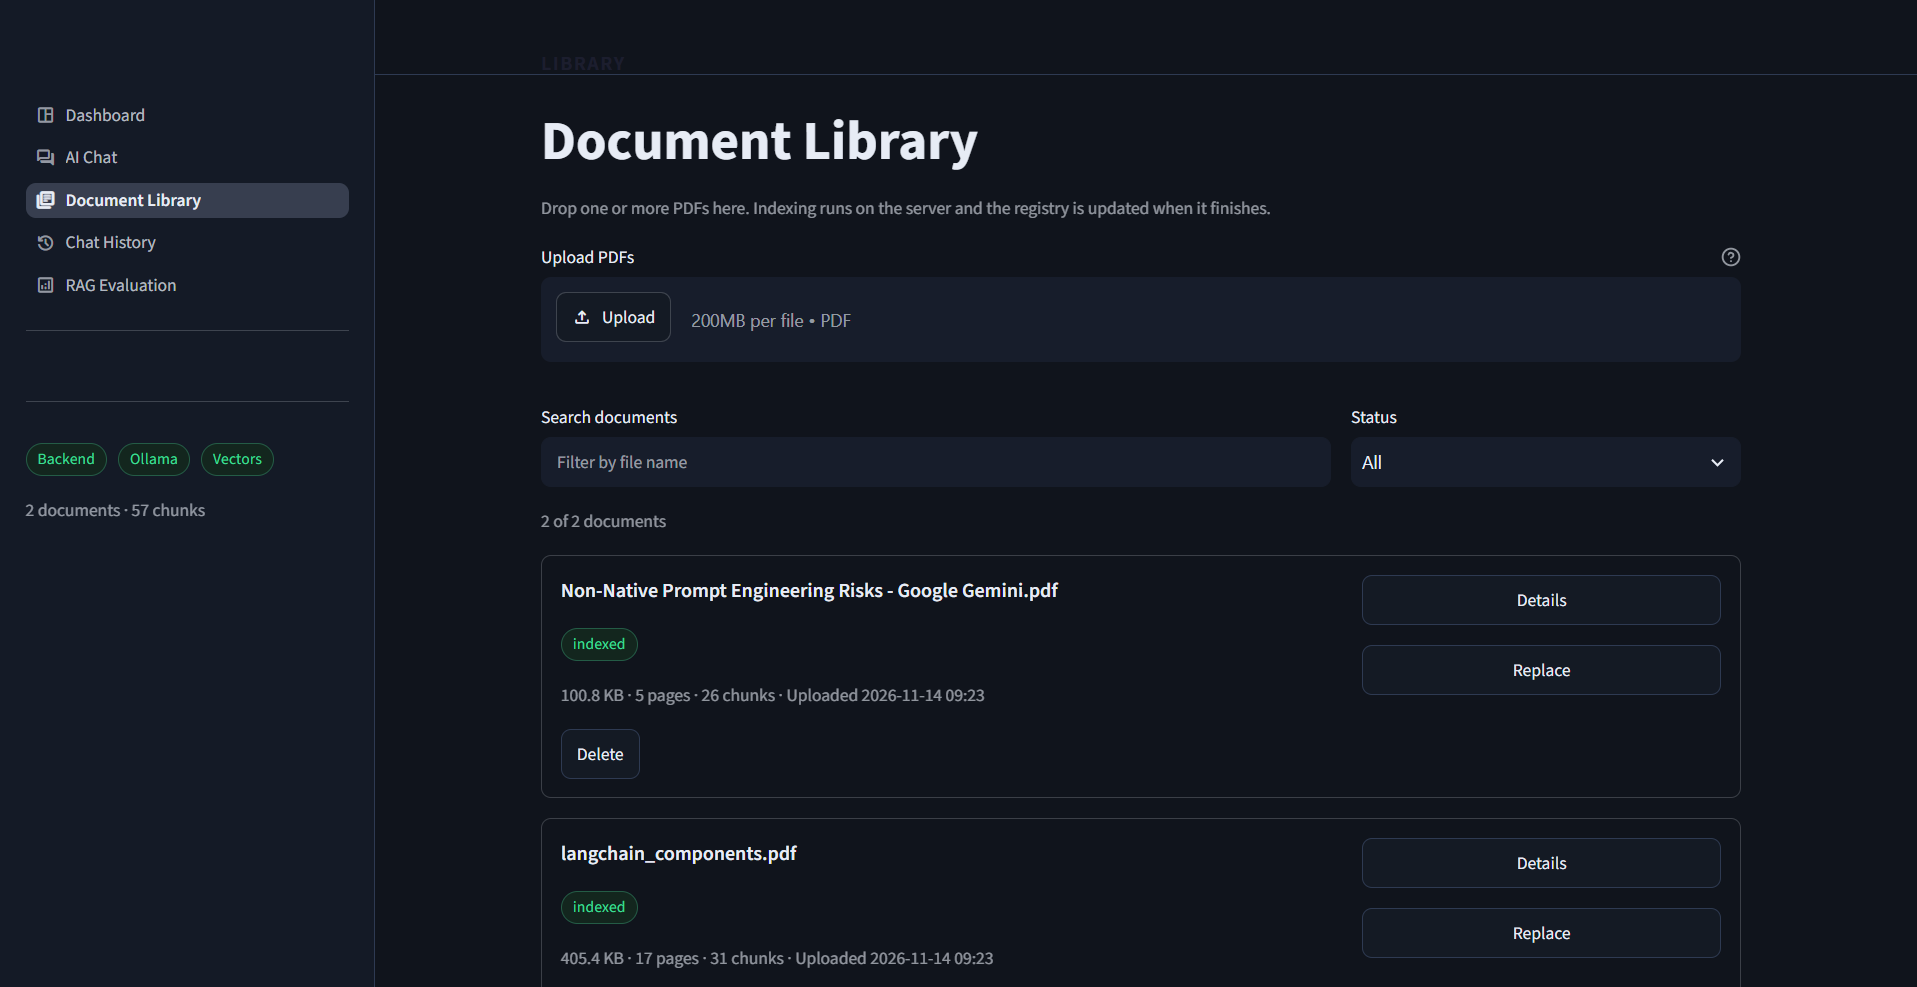 Dashboard
AI Chat
Document Library
Chat History
RAG Evaluation
Backend Ollama Vectors
2 documents · 57 chunks
LIBRARY
Document Library
Drop one or more PDFs here. Indexing runs on the server and the registry is updated when it finishes.
Upload PDFs
Upload 200MB per file • PDF
Search documents Status
Filter by file name All
2 of 2 documents
Non-Native Prompt Engineering Risks - Google Gemini.pdf
Details
indexed
Replace
100.8 KB · 5 pages · 26 chunks · Uploaded 2026-11-14 09:23
Delete
langchain_components.pdf
Details
indexed
Replace
405.4 KB · 17 pages · 31 chunks · Uploaded 2026-11-14 09:23